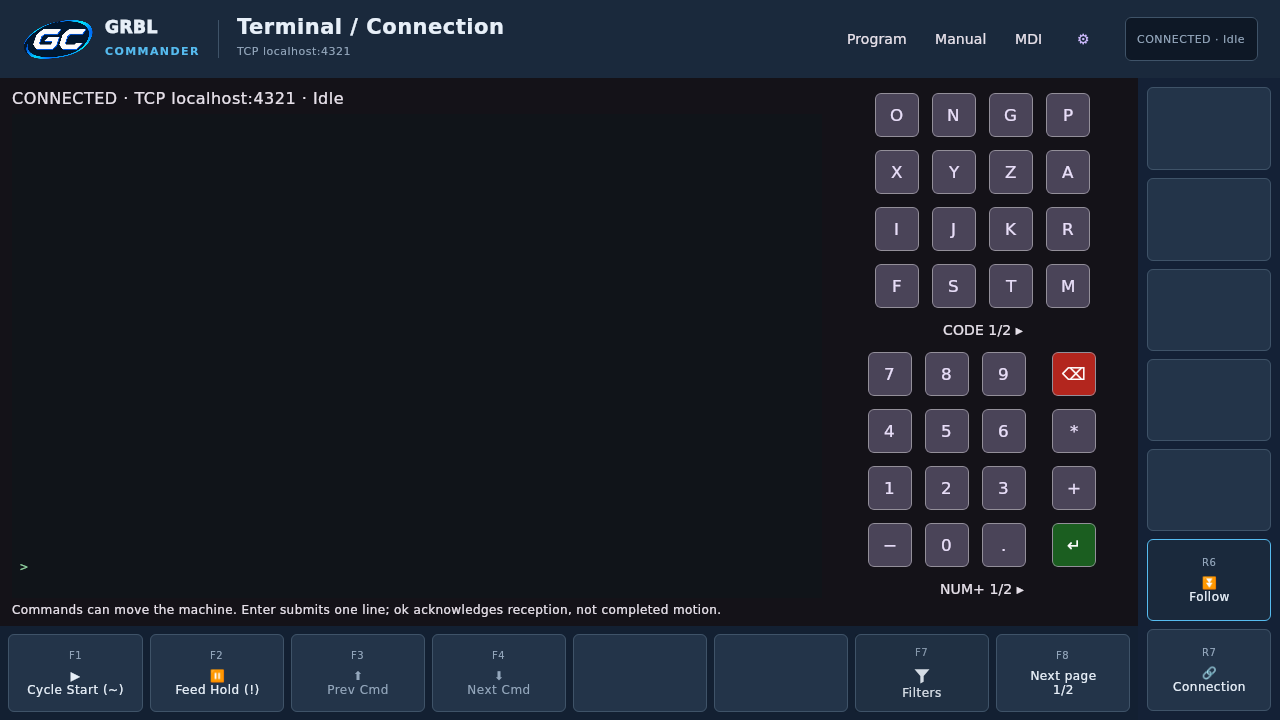 GC
GRBL
COMMANDER
Terminal / Connection
TCP localhost:4321
Program
Manual
MDI
⚙
CONNECTED · Idle
CONNECTED · TCP localhost:4321 · Idle
O N G P
X Y Z A
I J K R
F S T M
CODE 1/2 ▸
7 8 9 ⌫
4 5 6 *
1 2 3 +
− 0 . ↵
NUM+ 1/2 ▸
>
Commands can move the machine. Enter submits one line; ok acknowledges reception, not completed motion.
R6
⏬
Follow
R7
🔗
Connection
F1
▶
Cycle Start (~)
F2
⏸
Feed Hold (!)
F3
⬆
Prev Cmd
F4
⬇
Next Cmd
F7
Filters
F8
Next page
1/2